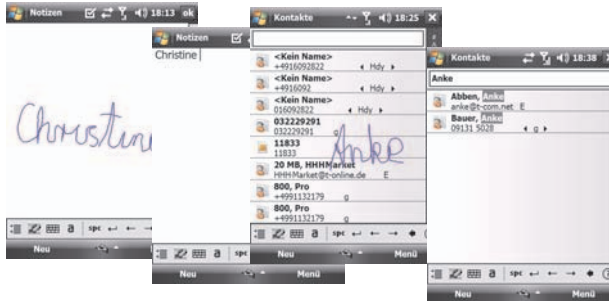 Notizen 18:13 ok
Christine
Neu
Notizen
Christine
spc
Neu
Kontakte 18:25
<Kein Name>
+4916092822 Hdy
<Kein Name>
+4916092 Hdy
<Kein Name>
016092822 Hdy
032229291
032229291 g
11833
11833
Anke
20 MB, HHHMarket
HHHMarket@t-online.de E
800, Pro
+4991132179 g
800, Pro
+4991132179 g
a spc
Neu Menü
Menü
Kontakte 18:38
Anke
Abben, Anke
anke@t-com.net E
Bauer, Anke
09131 5028 g
a spc
Neu Menü